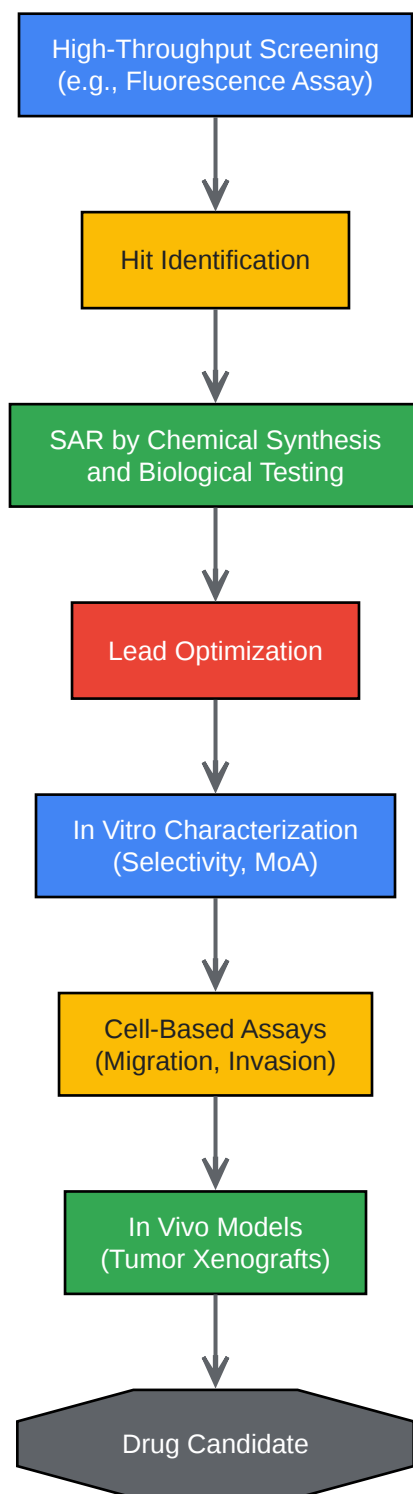 High-Throughput Screening
(e.g., Fluorescence Assay)
Hit Identification
SAR by Chemical Synthesis
and Biological Testing
Lead Optimization
In Vitro Characterization
(Selectivity, MoA)
Cell-Based Assays
(Migration, Invasion)
In Vivo Models
(Tumor Xenografts)
Drug Candidate